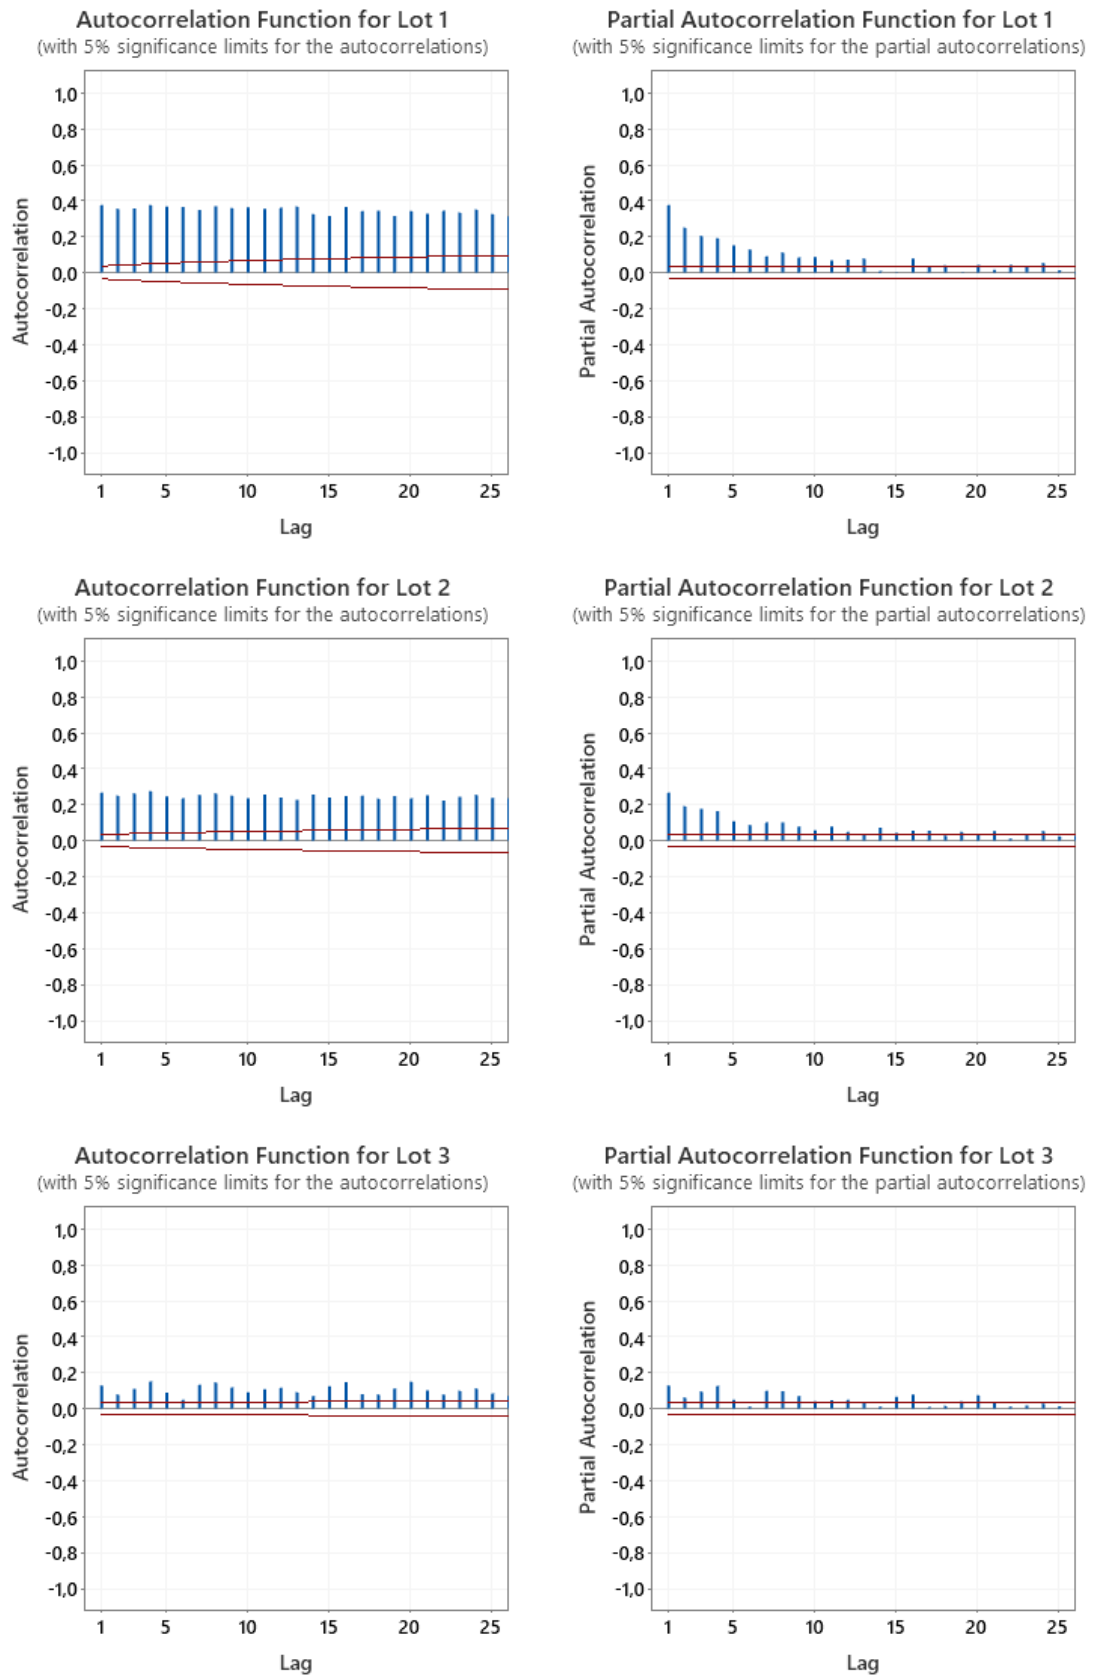 Autocorrelation Function for Lot 1
(with 5% significance limits for the autocorrelations)
1,0
0,8
0,6
0,4
0,2
0,0
-0,2
-0,4
-0,6
-0,8
-1,0
Autocorrelation
1 5 10 15 20 25
Lag
Partial Autocorrelation Function for Lot 1
(with 5% significance limits for the partial autocorrelations)
1,0
0,8
0,6
0,4
0,2
0,0
-0,2
-0,4
-0,6
-0,8
-1,0
Partial Autocorrelation
1 5 10 15 20 25
Lag
Autocorrelation Function for Lot 2
(with 5% significance limits for the autocorrelations)
1,0
0,8
0,6
0,4
0,2
0,0
-0,2
-0,4
-0,6
-0,8
-1,0
Autocorrelation
1 5 10 15 20 25
Lag
Partial Autocorrelation Function for Lot 2
(with 5% significance limits for the partial autocorrelations)
1,0
0,8
0,6
0,4
0,2
0,0
-0,2
-0,4
-0,6
-0,8
-1,0
Partial Autocorrelation
1 5 10 15 20 25
Lag
Autocorrelation Function for Lot 3
(with 5% significance limits for the autocorrelations)
1,0
0,8
0,6
0,4
0,2
0,0
-0,2
-0,4
-0,6
-0,8
-1,0
Autocorrelation
1 5 10 15 20 25
Lag
Partial Autocorrelation Function for Lot 3
(with 5% significance limits for the partial autocorrelations)
1,0
0,8
0,6
0,4
0,2
0,0
-0,2
-0,4
-0,6
-0,8
-1,0
Partial Autocorrelation
1 5 10 15 20 25
Lag